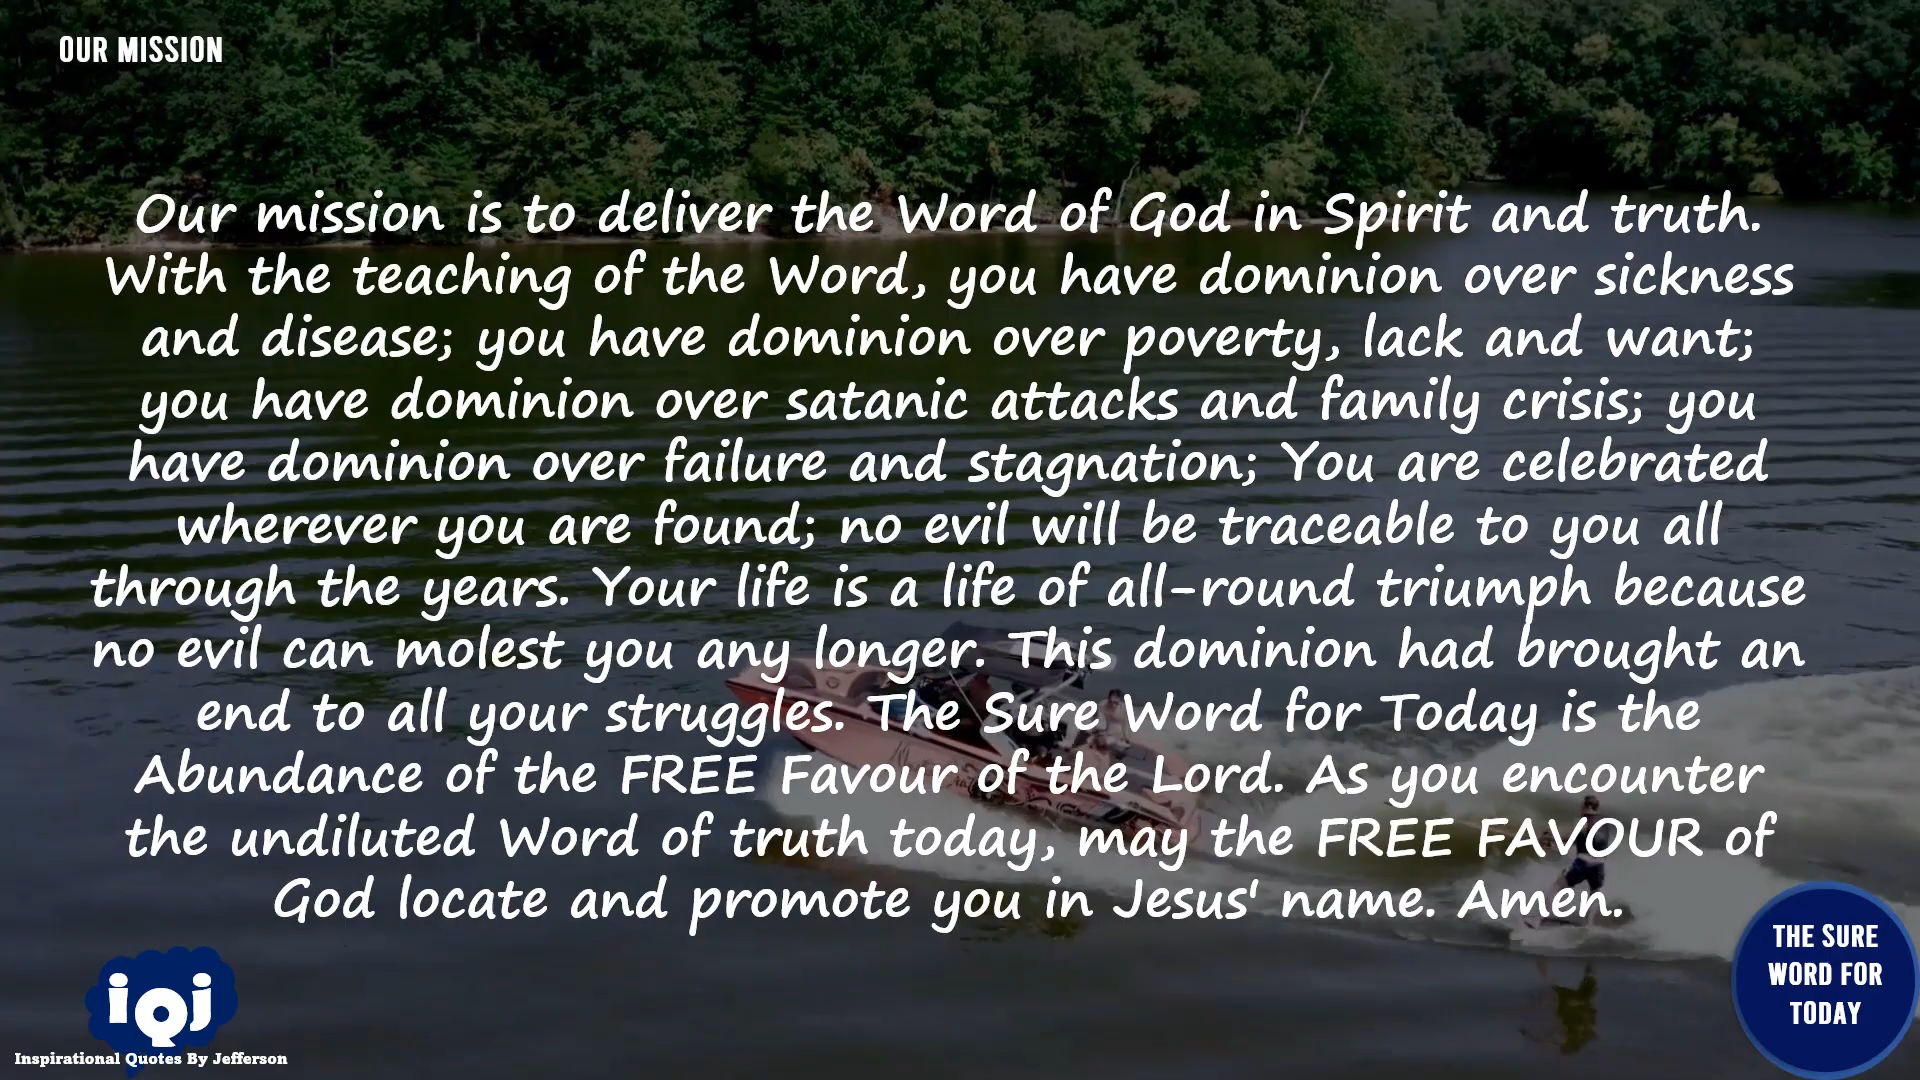 OUR MISSION
Our mission is to deliver the Word of God in Spirit and truth.
With the teaching of the Word, you have dominion over sickness
and disease; you have dominion over poverty, lack and want;
you have dominion over satanic attacks and family crisis; you
have dominion over failure and stagnation; You are celebrated
wherever you are found; no evil will be traceable to you all
through the years. Your life is a life of all-round triumph because
no evil can molest you any longer. This dominion had brought an
end to all your struggles. The Sure Word for Today is the
Abundance of the FREE Favour of the Lord. As you encounter
the undiluted Word of truth today, may the FREE FAVOUR of
God locate and promote you in Jesus' name. Amen.
iQj
Inspirational Quotes By Jefferson
THE SURE
WORD FOR
TODAY